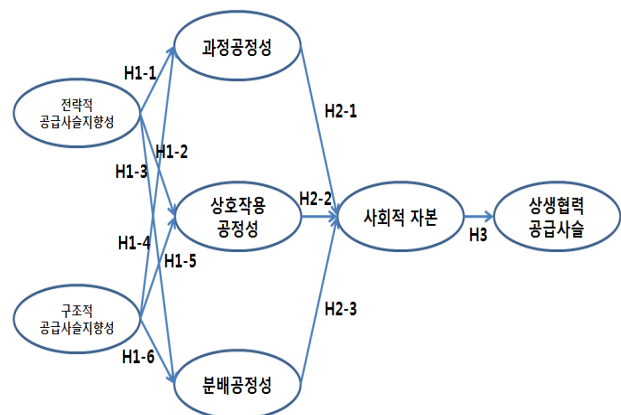 과정공정성
H1-1
전략적
공급사슬지향성
H2-1
H1-2
H1-3
상호작용
공정성
H2-2
사회적 자본
상생협력
공급사슬
H3
H1-4
H1-5
구조적
공급사슬지향성
H2-3
H1-6
분배공정성